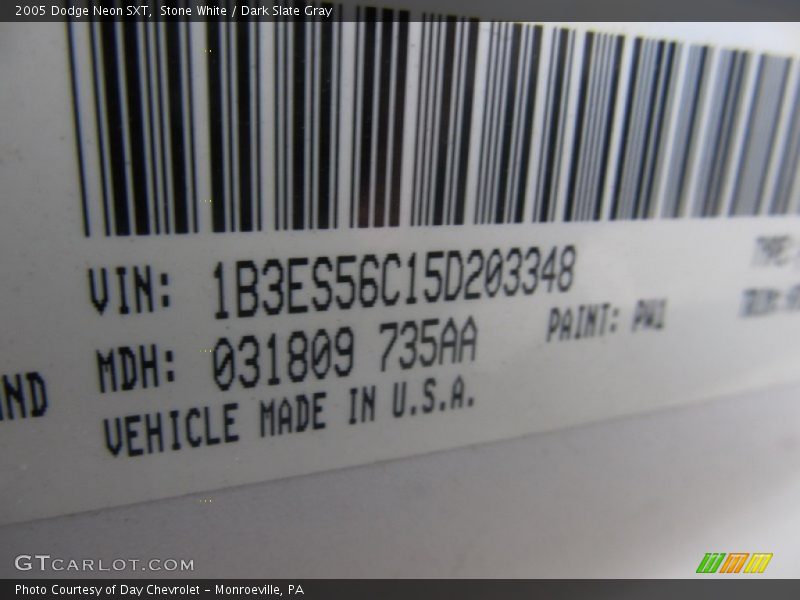 2005 Dodge Neon SXT, Stone White / Dark Slate Gray
VIN: 1B3ES56C15D203348
TYPE:
MDH: 031809 735AA
PAINT: PW1
VEHICLE MADE IN U.S.A.
GTCARLOT.COM
Photo Courtesy of Day Chevrolet - Monroeville, PA